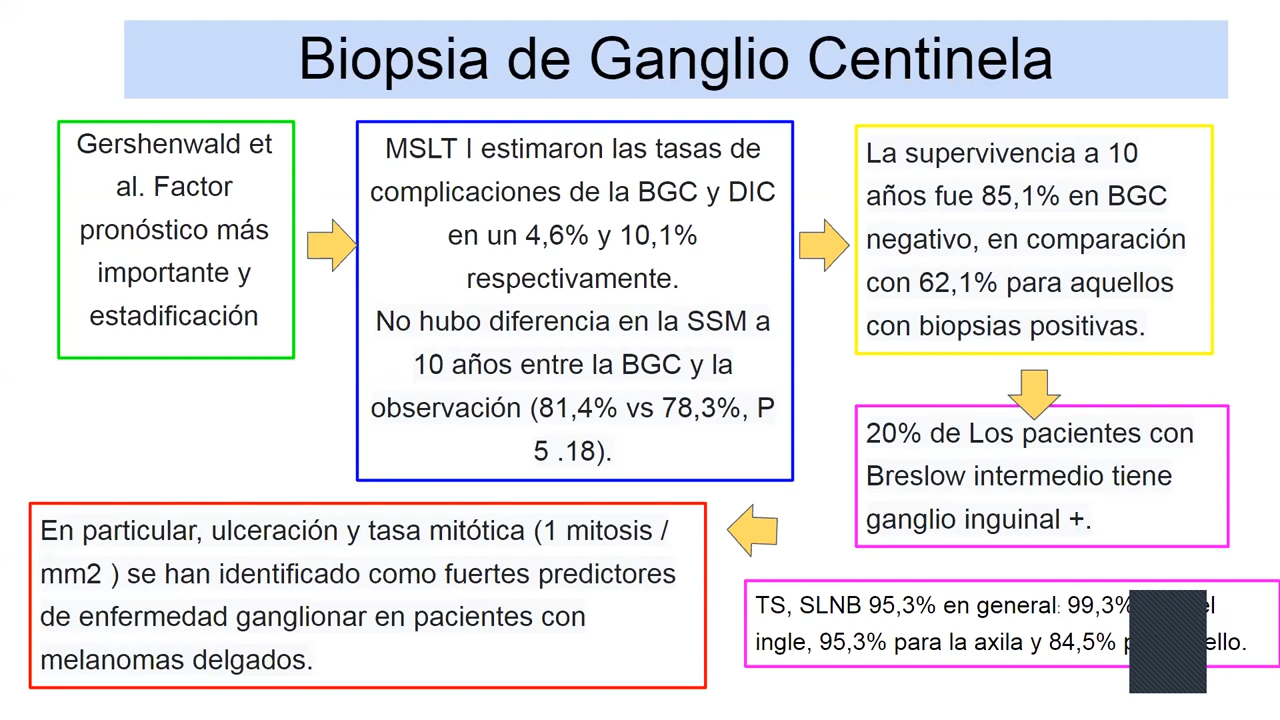 Biopsia de Ganglio Centinela
Gershenwald et
al. Factor
pronóstico más
importante y
estadificación
MSLT I estimaron las tasas de
complicaciones de la BGC y DIC
en un 4,6% y 10,1%
respectivamente.
No hubo diferencia en la SSM a
10 años entre la BGC y la
observación (81,4% vs 78,3%, P
5 .18).
La supervivencia a 10
años fue 85,1% en BGC
negativo, en comparación
con 62,1% para aquellos
con biopsias positivas.
20% de Los pacientes con
Breslow intermedio tiene
ganglio inguinal +.
En particular, ulceración y tasa mitótica (1 mitosis /
mm2 ) se han identificado como fuertes predictores
de enfermedad ganglionar en pacientes con
melanomas delgados.
TS, SLNB 95,3% en general: 99,3%
ingle, 95,3% para la axila y 84,5%